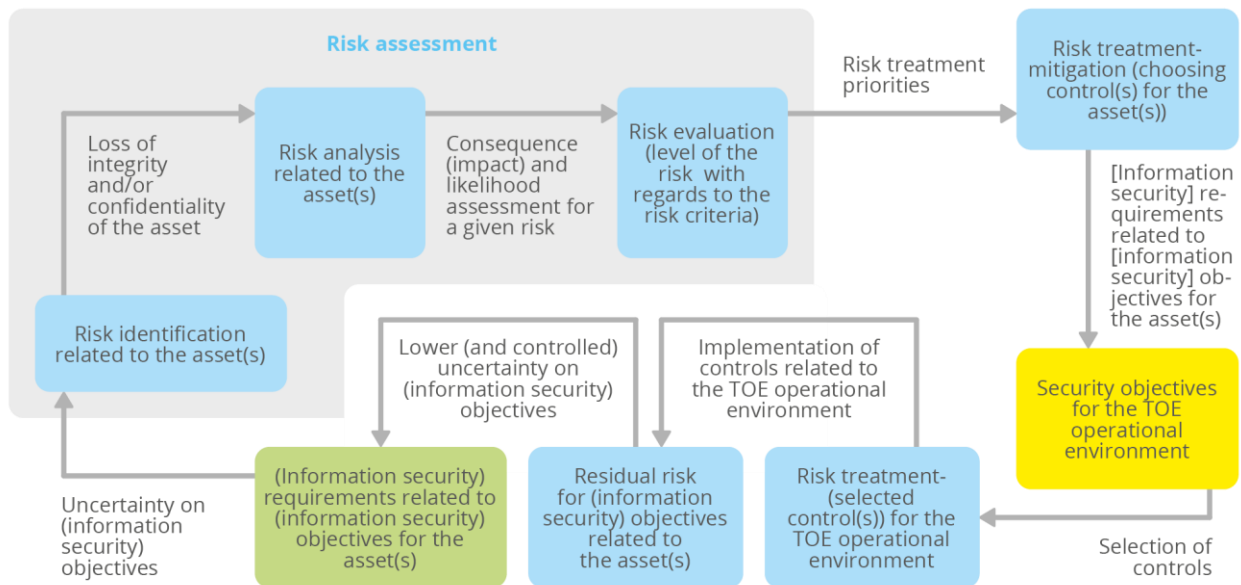 Risk assessment
Loss of
integrity
and/or
confidentiality
of the asset
Risk analysis
related to the
asset(s)
Consequence
(impact) and
likelihood
assessment for
a given risk
Risk evaluation
(level of the
risk with
regards to the
risk criteria)
Risk treatment
priorities
Risk treatment-
mitigation (choosing
control(s) for the
asset(s))
[Information
security] re-
quirements
related to
[information
security] ob-
jectives for
the asset(s)
Risk identification
related to the asset(s)
Lower (and controlled)
uncertainty on
(information security)
objectives
Implementation of
controls related to
the TOE operational
environment
Security objectives
for the TOE
operational
environment
Uncertainty on
(information
security)
objectives
(Information security)
requirements related to
(information security)
objectives for the
asset(s)
Residual risk
for (information
security) objectives
related to
the asset(s)
Risk treatment-
(selected
control(s)) for the
TOE operational
environment
Selection of
controls